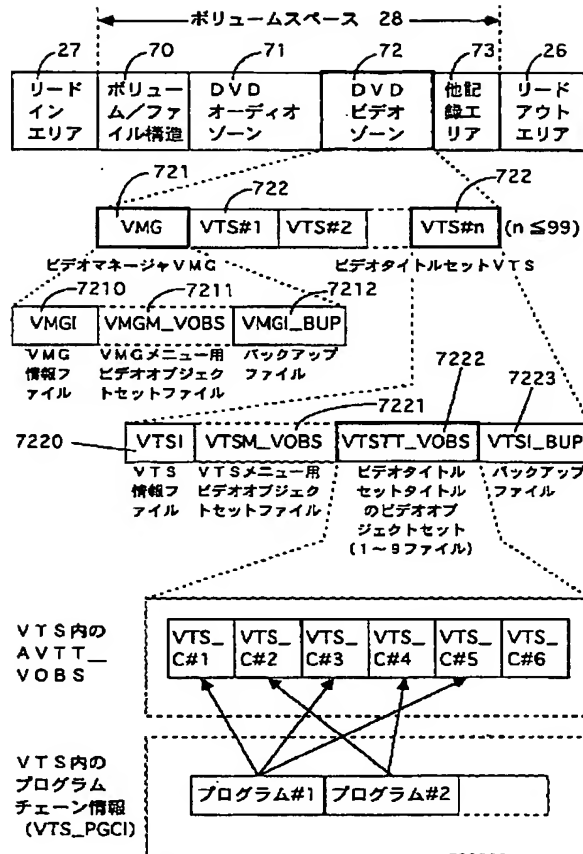 ボリュームスペース 28
27 70 71 72 73 26
リード
イン
エリア
ボリュー
ム/ファ
イル構造
DVD
オーディオ
ゾーン
DVD
ビデオ
ゾーン
他記
録エ
リア
リード
アウト
エリア
721 722 722
VMG VTS#1 VTS#2 VTS#n (n≦99)
ビデオマネージャVMG ビデオタイトルセットVTS
7210 7211 7212
VMGI VMGM_VOBS VMGI_BUP
VMG
情報フ
ァイル
VMGメニュー用
ビデオオブジェク
トセットファイル
バックアップ
ファイル
7222
7221 7223
7220
VTSI VTSM_VOBS VTSTT_VOBS VTSI_BUP
VTS
情報フ
ァイル
VTSメニュー用
ビデオオブジェク
トセットファイル
ビデオタイトル
セットタイトル
のビデオオブ
ジェクトセット
(1~9ファイル)
バックアップ
ファイル
VTS内の
AVTT_
VOBS
VTS_
C#1
VTS_
C#2
VTS_
C#3
VTS_
C#4
VTS_
C#5
VTS_
C#6
VTS内の
プログラム
チェーン情報
(VTS_PGCI)
プログラム#1 プログラム#2